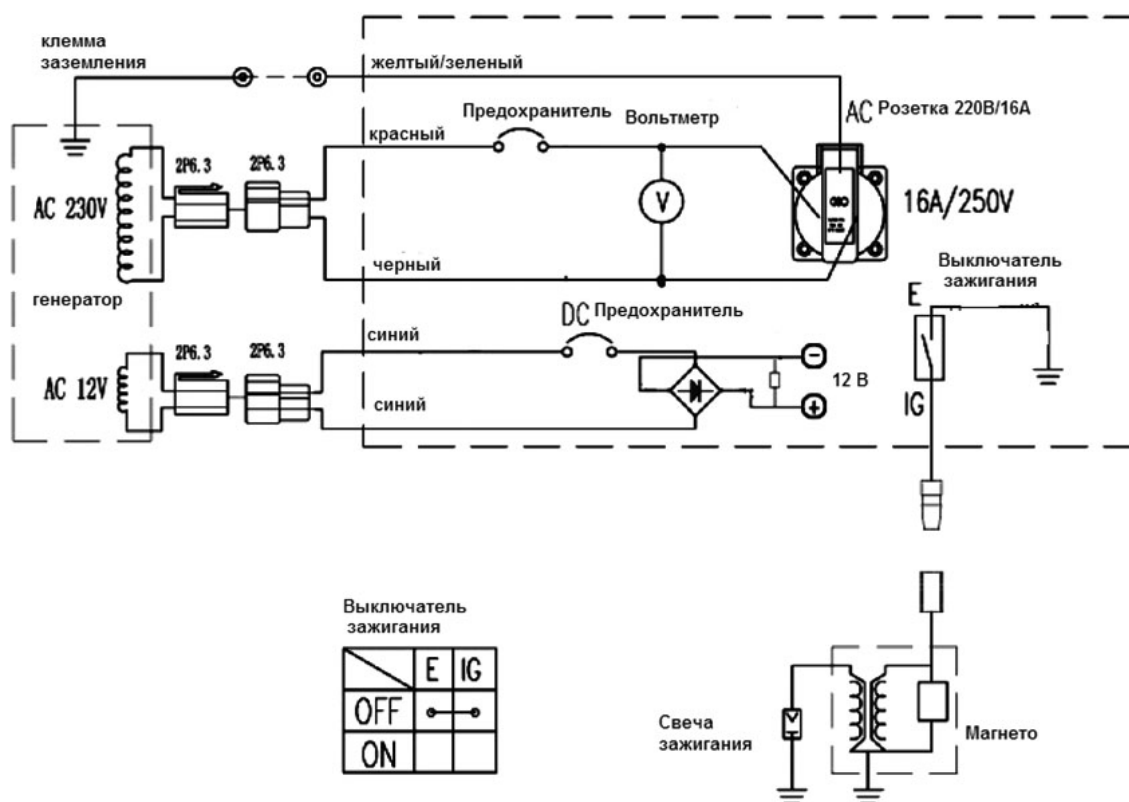 клемма
заземления
желтый/зеленый
AC Розетка 220В/16А
Предохранитель
Вольтметр
красный
2P6.3
2P6.3
AC 230V
V
16A/250V
черный
генератор
Выключатель
зажигания
E
DC Предохранитель
синий
2P6.3
2P6.3
AC 12V
12 В
синий
IG
Выключатель
зажигания
E IG
OFF
ON
Свеча
зажигания
Магнето